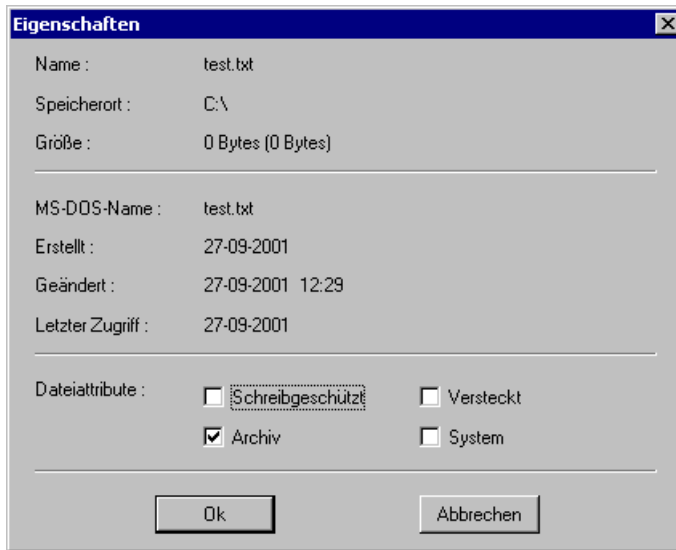 Eigenschaften
Name : test.txt
Speicherort : C:\
Größe : 0 Bytes (0 Bytes)
MS-DOS-Name : test.txt
Erstellt : 27-09-2001
Geändert : 27-09-2001 12:29
Letzter Zugriff : 27-09-2001
Dateiattribute : Schreibgeschützt Versteckt
Archiv System
Ok Abbrechen